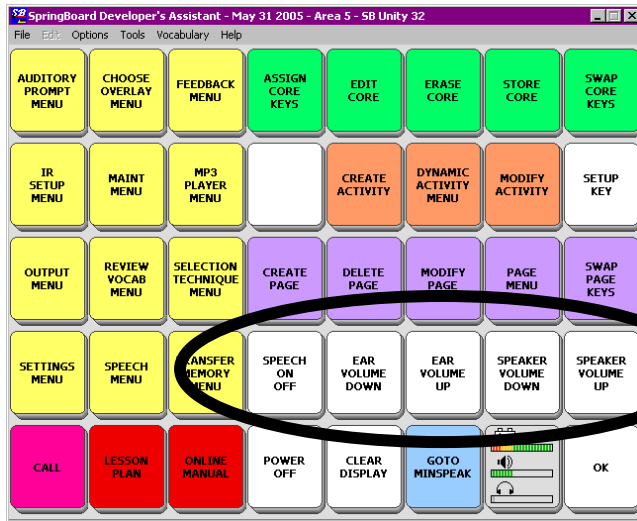 SpringBoard Developer's Assistant - May 31 2005 - Area 5 - SB Unity 32
File Edit Options Tools Vocabulary Help
AUDITORY
PROMPT
MENU
CHOOSE
OVERLAY
MENU
FEEDBACK
MENU
ASSIGN
CORE
KEYS
EDIT
CORE
ERASE
CORE
STORE
CORE
SWAP
CORE
KEYS
IR
SETUP
MENU
MAINT
MENU
MP3
PLAYER
MENU
CREATE
ACTIVITY
DYNAMIC
ACTIVITY
MENU
MODIFY
ACTIVITY
SETUP
KEY
OUTPUT
MENU
REVIEW
VOCAB
MENU
SELECTION
TECHNIQUE
MENU
CREATE
PAGE
DELETE
PAGE
MODIFY
PAGE
PAGE
MENU
SWAP
PAGE
KEYS
SETTINGS
MENU
SPEECH
MENU
TRANSFER
MEMORY
MENU
SPEECH
ON
OFF
EAR
VOLUME
DOWN
EAR
VOLUME
UP
SPEAKER
VOLUME
DOWN
SPEAKER
VOLUME
UP
CALL
LESSON
PLAN
ONLINE
MANUAL
POWER
OFF
CLEAR
DISPLAY
GOTO
MINSPEAK
OK